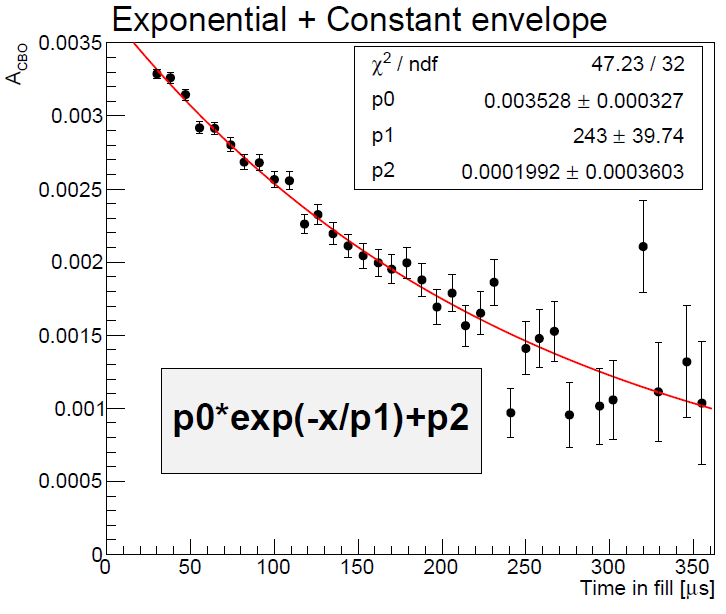 Exponential + Constant envelope
A_CBO
χ² / ndf 47.23 / 32
p0 0.003528 ± 0.000327
p1 243 ± 39.74
p2 0.0001992 ± 0.0003603
0.0035
0.003
0.0025
0.002
0.0015
0.001
0.0005
0
p0*exp(-x/p1)+p2
0 50 100 150 200 250 300 350
Time in fill [μs]